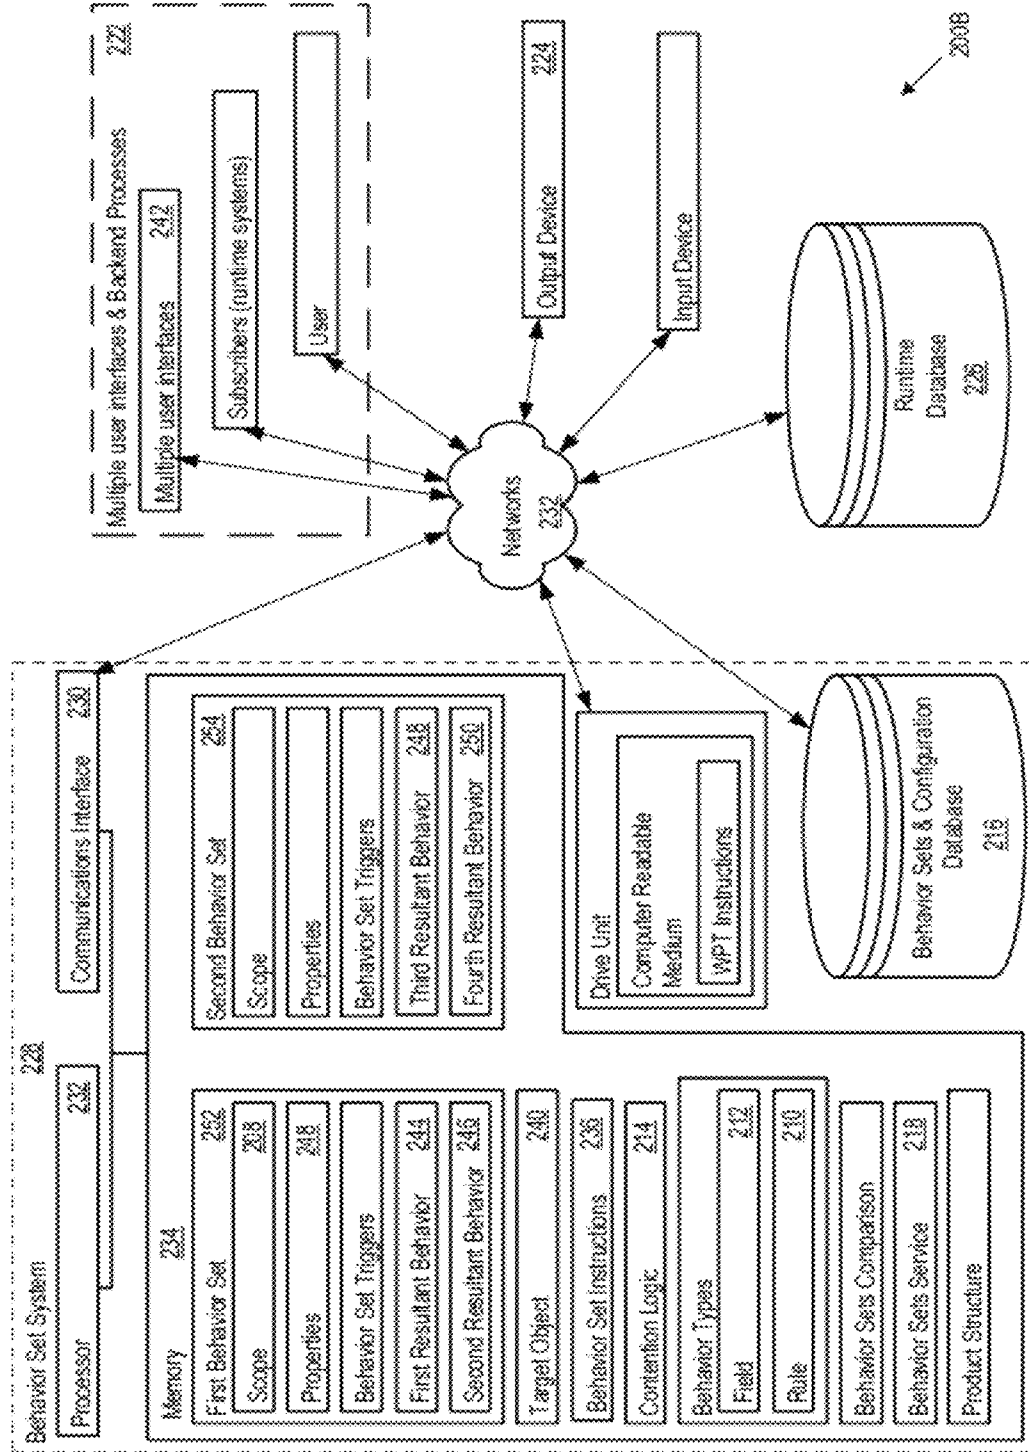 Behavior Set System
228
Processor 232
Communications Interface 230
Memory
234
First Behavior Set 252
Scope 208
Properties 248
Behavior Set Triggers
First Resultant Behavior 244
Second Resultant Behavior 246
Second Behavior Set 254
Scope
Properties
Behavior Set Triggers
Third Resultant Behavior 248
Fourth Resultant Behavior 250
Target Object 240
Behavior Set Instructions 236
Contention Logic 214
Behavior Types
Field 212
Rule 210
Behavior Sets Comparison
Behavior Sets Service 218
Product Structure
Drive Unit
Computer Readable
Medium
WPT Instructions
Behavior Sets & Configuration
Database
216
Networks
232
Multiple user interfaces & Backend Processes 222
Multiple user interfaces 242
Subscribers (runtime systems)
User
Output Device 224
Input Device
Runtime
Database
226
200B